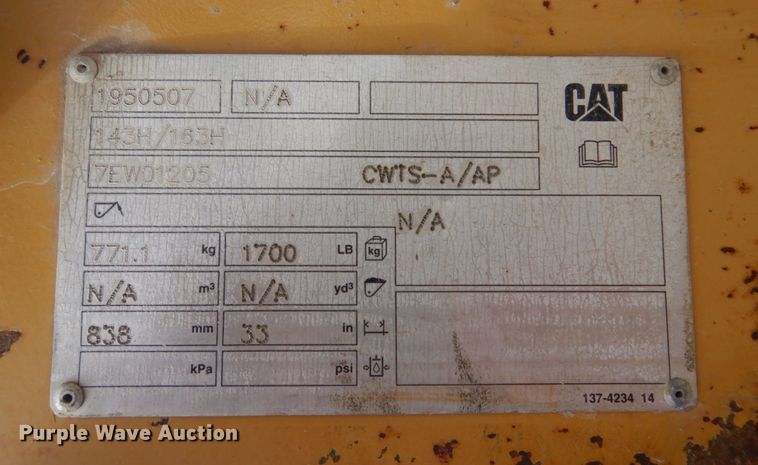 1950507 N/A
CAT
143H/163H
7EW01205 CWTS-A/AP
N/A
771.1 kg 1700 LB kg
N/A m³ N/A yd³
838 mm 33 in
kPa psi
137-4234 14
Purple Wave Auction